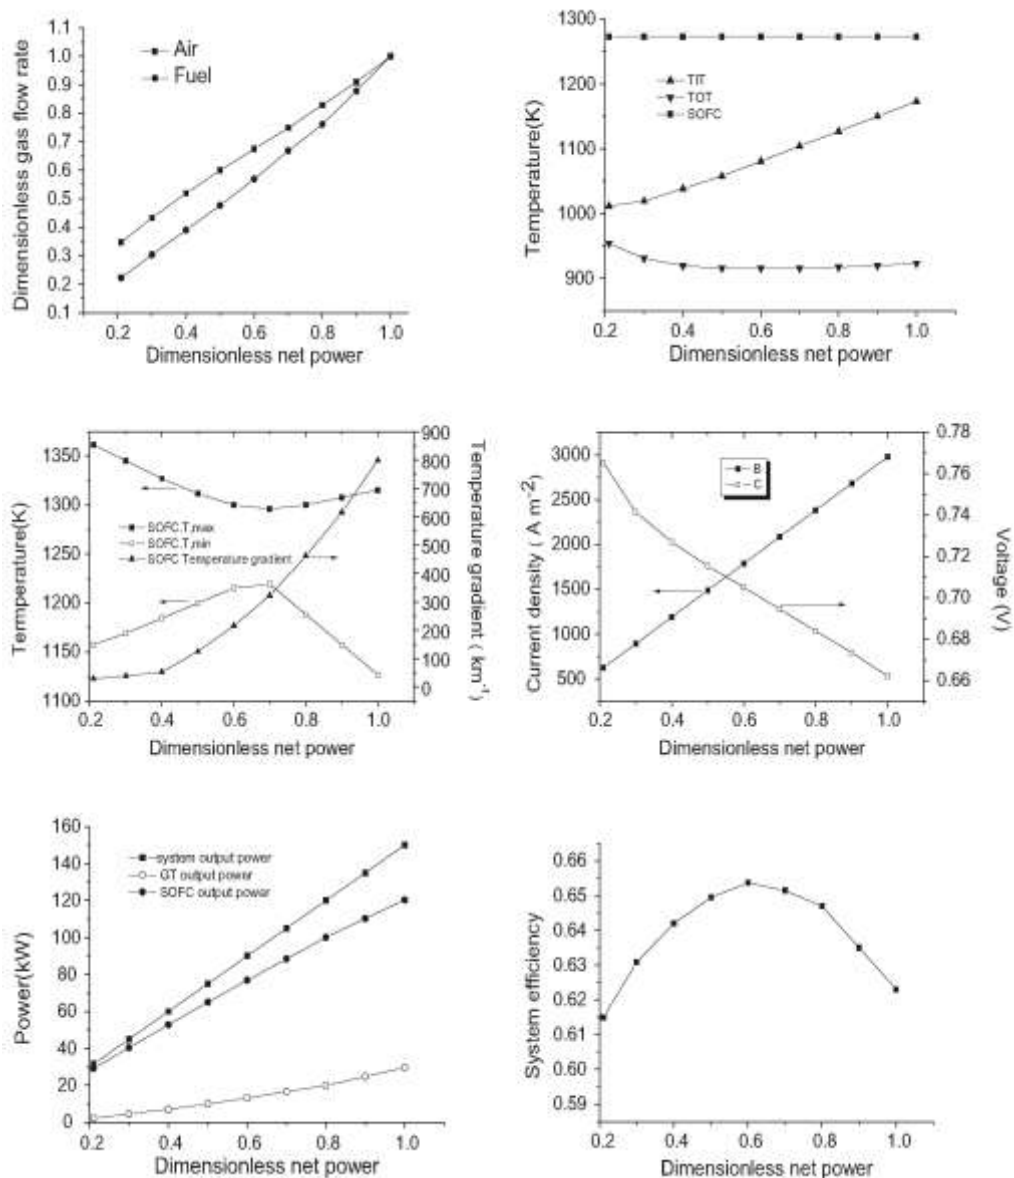 Dimensionless gas flow rate
1.0
0.9
0.8
0.7
0.6
0.5
0.4
0.3
0.2
0.1
Air
Fuel
0.2 0.4 0.6 0.8 1.0
Dimensionless net power
Temperature(K)
1300
1200
1100
1000
900
TIT
TOT
SOFC
0.2 0.4 0.6 0.8 1.0
Dimensionless net power
Termperature(K)
1350
1300
1250
1200
1150
1100
SOFC.T,max
SOFC.T,min
SOFC Temperature gradient
900
800
700
600
500
400
300
200
100
0
Temperature gradient ( km-1)
0.2 0.4 0.6 0.8 1.0
Dimensionless net power
Current density ( A m-2)
3000
2500
2000
1500
1000
500
B
C
0.78
0.76
0.74
0.72
0.70
0.68
0.66
Voltage (V)
0.2 0.4 0.6 0.8 1.0
Dimensionless net power
Power(kW)
160
140
120
100
80
60
40
20
0
system output power
GT output power
SOFC output power
0.2 0.4 0.6 0.8 1.0
Dimensionless net power
System efficiency
0.66
0.65
0.64
0.63
0.62
0.61
0.60
0.59
0.2 0.4 0.6 0.8 1.0
Dimensionless net power